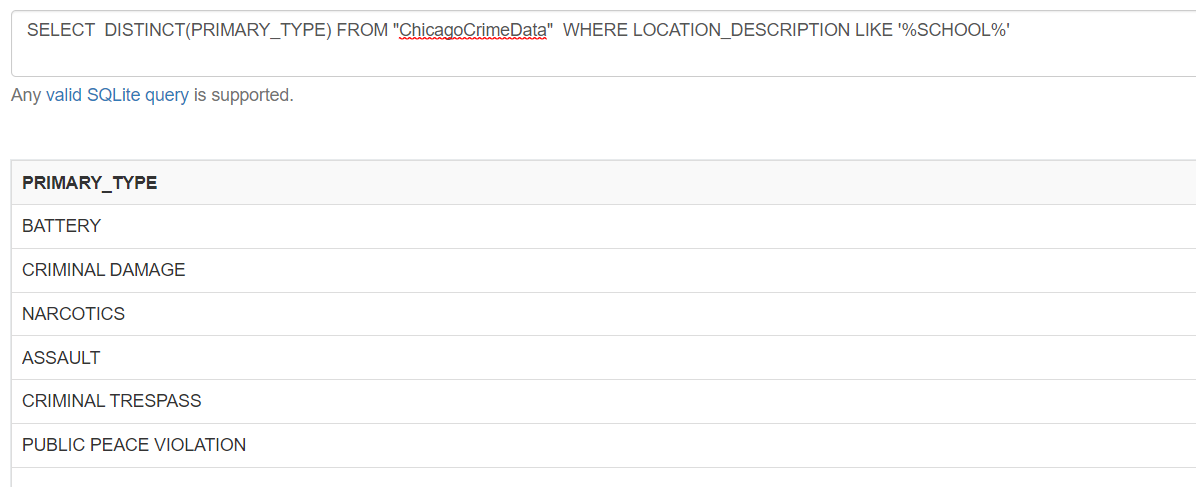 SELECT  DISTINCT(PRIMARY_TYPE) FROM "ChicagoCrimeData"  WHERE LOCATION_DESCRIPTION LIKE '%SCHOOL%'
Any valid SQLite query is supported.
PRIMARY_TYPE
BATTERY
CRIMINAL DAMAGE
NARCOTICS
ASSAULT
CRIMINAL TRESPASS
PUBLIC PEACE VIOLATION